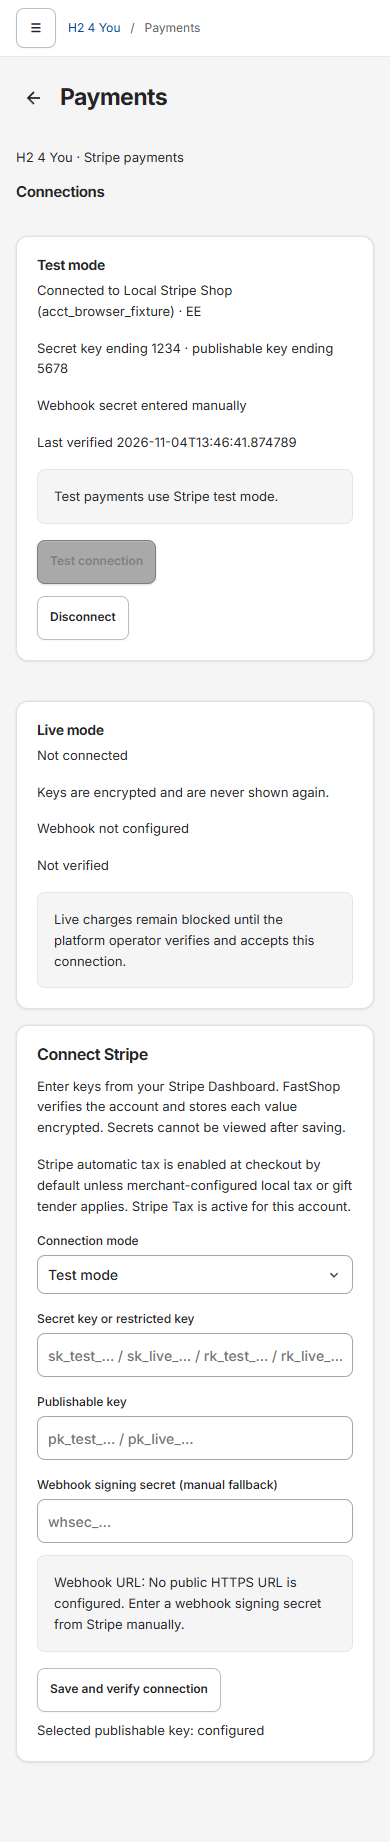 ☰ H2 4 You / Payments
← Payments
H2 4 You · Stripe payments
Connections
Test mode
Connected to Local Stripe Shop
(acct_browser_fixture) · EE
Secret key ending 1234 · publishable key ending
5678
Webhook secret entered manually
Last verified 2026-11-04T13:46:41.874789
Test payments use Stripe test mode.
Test connection
Disconnect
Live mode
Not connected
Keys are encrypted and are never shown again.
Webhook not configured
Not verified
Live charges remain blocked until the
platform operator verifies and accepts this
connection.
Connect Stripe
Enter keys from your Stripe Dashboard. FastShop
verifies the account and stores each value
encrypted. Secrets cannot be viewed after saving.
Stripe automatic tax is enabled at checkout by
default unless merchant-configured local tax or gift
tender applies. Stripe Tax is active for this account.
Connection mode
Test mode
Secret key or restricted key
sk_test_... / sk_live_... / rk_test_... / rk_live_...
Publishable key
pk_test_... / pk_live_...
Webhook signing secret (manual fallback)
whsec_...
Webhook URL: No public HTTPS URL is
configured. Enter a webhook signing secret
from Stripe manually.
Save and verify connection
Selected publishable key: configured